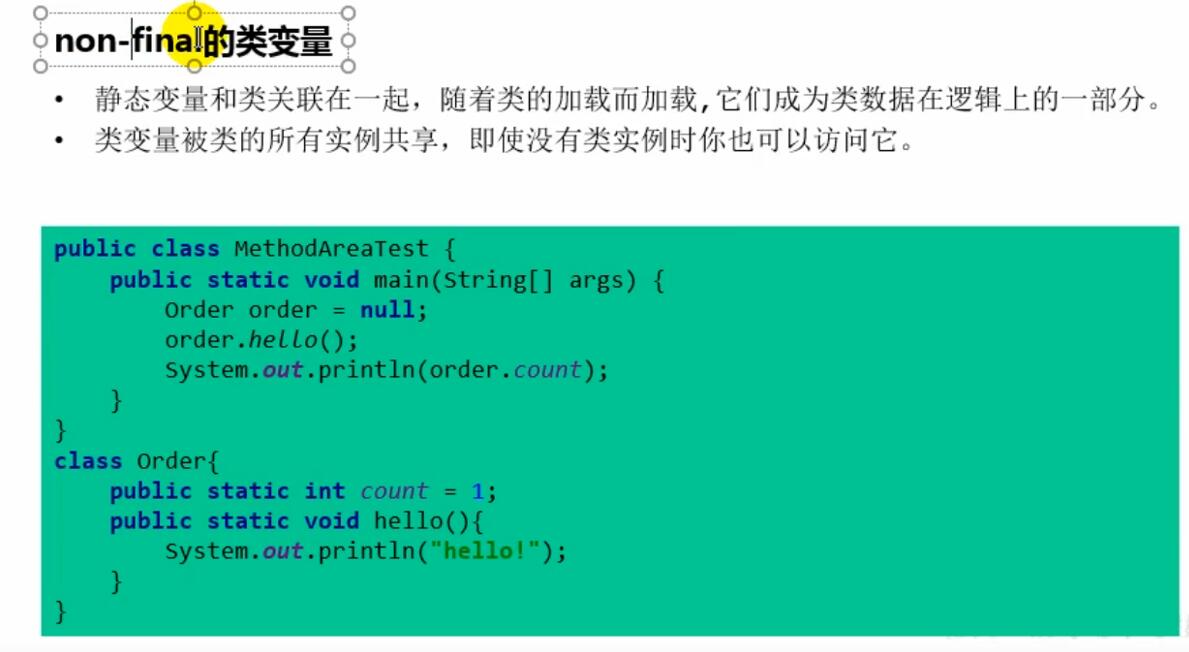 non-final的类变量
• 静态变量和类关联在一起，随着类的加载而加载,它们成为类数据在逻辑上的一部分。
• 类变量被类的所有实例共享，即使没有类实例时你也可以访问它。
public class MethodAreaTest {
    public static void main(String[] args) {
        Order order = null;
        order.hello();
        System.out.println(order.count);
    }
}
class Order{
    public static int count = 1;
    public static void hello(){
        System.out.println("hello!");
    }
}